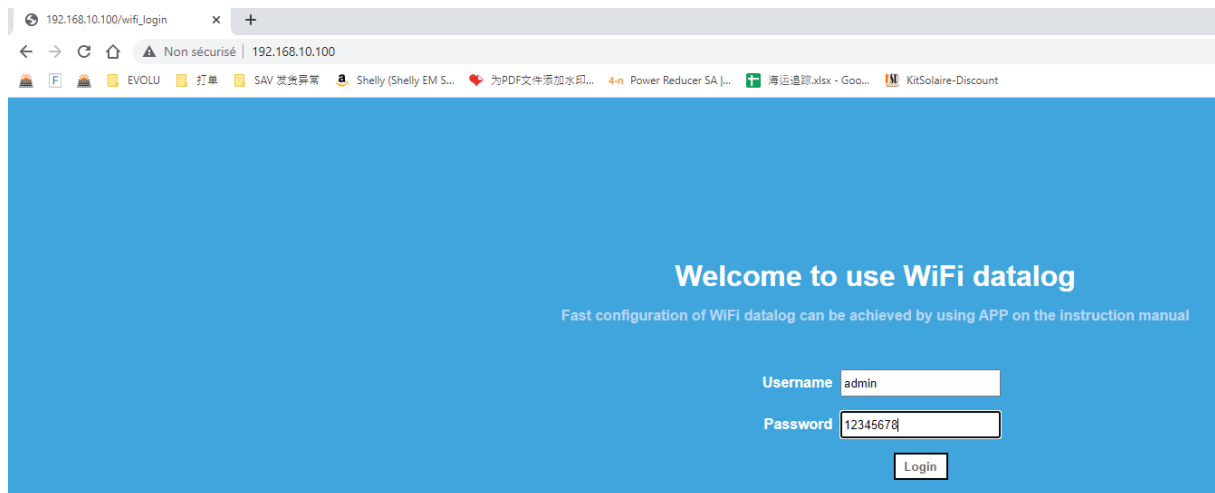 192.168.10.100/wifi_login
Non sécurisé 192.168.10.100
F EVOLU 打单 SAV 发货异常 a Shelly (Shelly EM S... 为PDF文件添加水印... 4-n Power Reducer SA |... 海运追踪.xlsx - Goo... KitSolaire-Discount
Welcome to use WiFi datalog
Fast configuration of WiFi datalog can be achieved by using APP on the instruction manual
Username admin
Password 12345678
Login